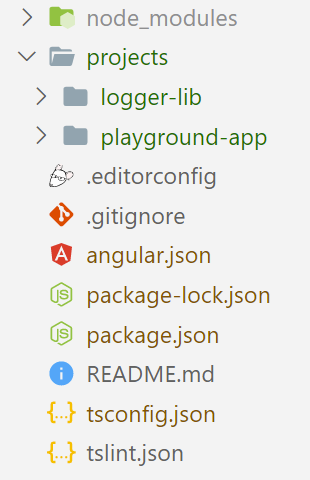 node_modules
projects
logger-lib
playground-app
.editorconfig
.gitignore
angular.json
package-lock.json
package.json
README.md
tsconfig.json
tslint.json